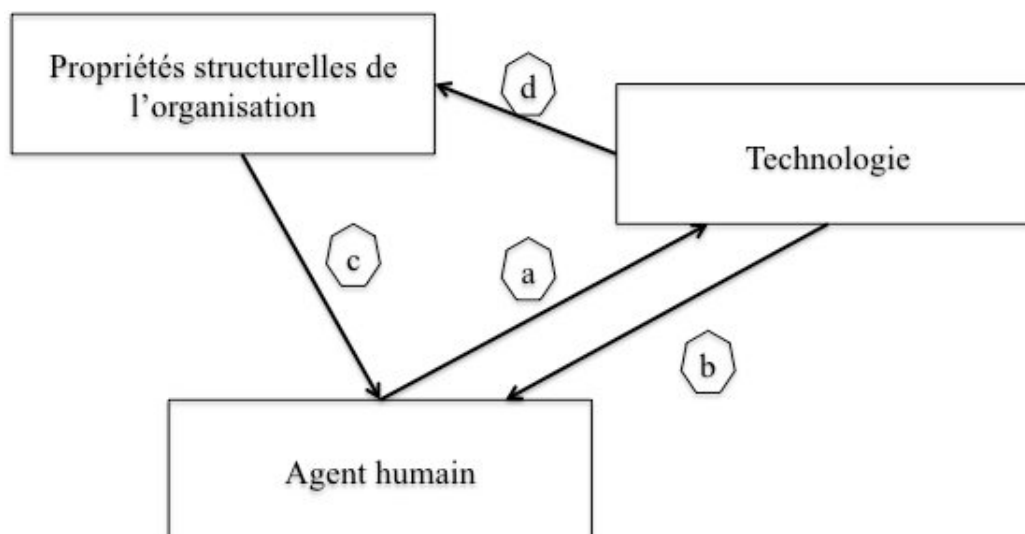 Propriétés structurelles de
l’organisation
d
Technologie
c
a
b
Agent humain